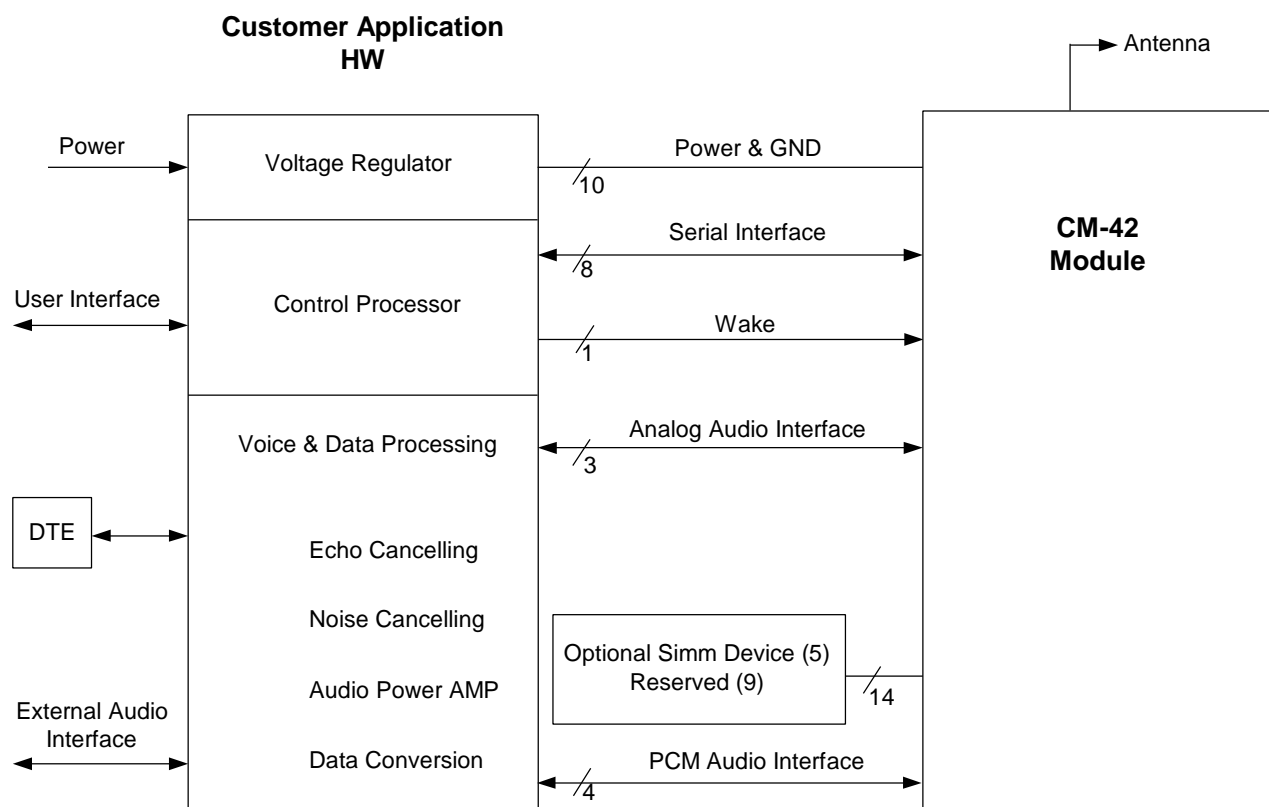 Customer Application
HW
Antenna
Power
Voltage Regulator
Power & GND
10
CM-42
Module
Serial Interface
8
User Interface
Control Processor
Wake
1
Voice & Data Processing
Analog Audio Interface
3
DTE
Echo Cancelling
Noise Cancelling
Optional Simm Device (5)
Reserved (9)
14
Audio Power AMP
External Audio
Interface
Data Conversion
PCM Audio Interface
4